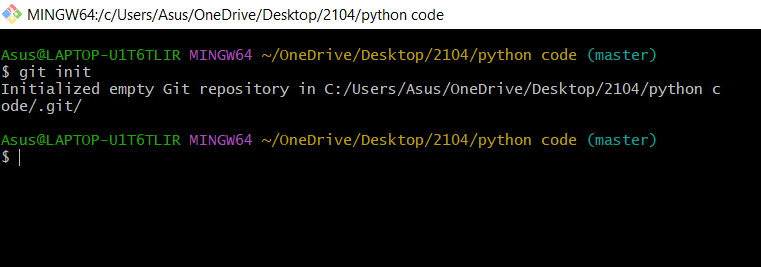 MINGW64:/c/Users/Asus/OneDrive/Desktop/2104/python code
Asus@LAPTOP-U1T6TLIR MINGW64 ~/OneDrive/Desktop/2104/python code (master)
$ git init
Initialized empty Git repository in C:/Users/Asus/OneDrive/Desktop/2104/python c
ode/.git/
Asus@LAPTOP-U1T6TLIR MINGW64 ~/OneDrive/Desktop/2104/python code (master)
$